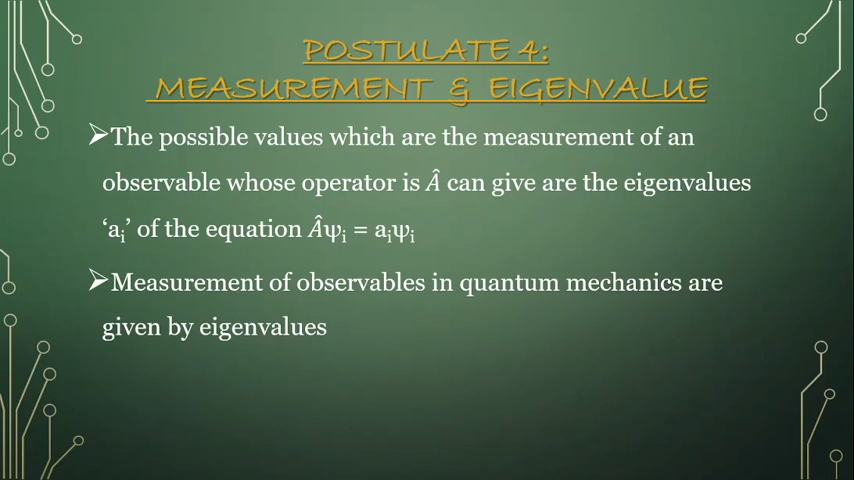 POSTULATE 4:
MEASUREMENT & EIGENVALUE
➢The possible values which are the measurement of an
observable whose operator is Â can give are the eigenvalues
‘aᵢ’ of the equation Âψᵢ = aᵢψᵢ
➢Measurement of observables in quantum mechanics are
given by eigenvalues